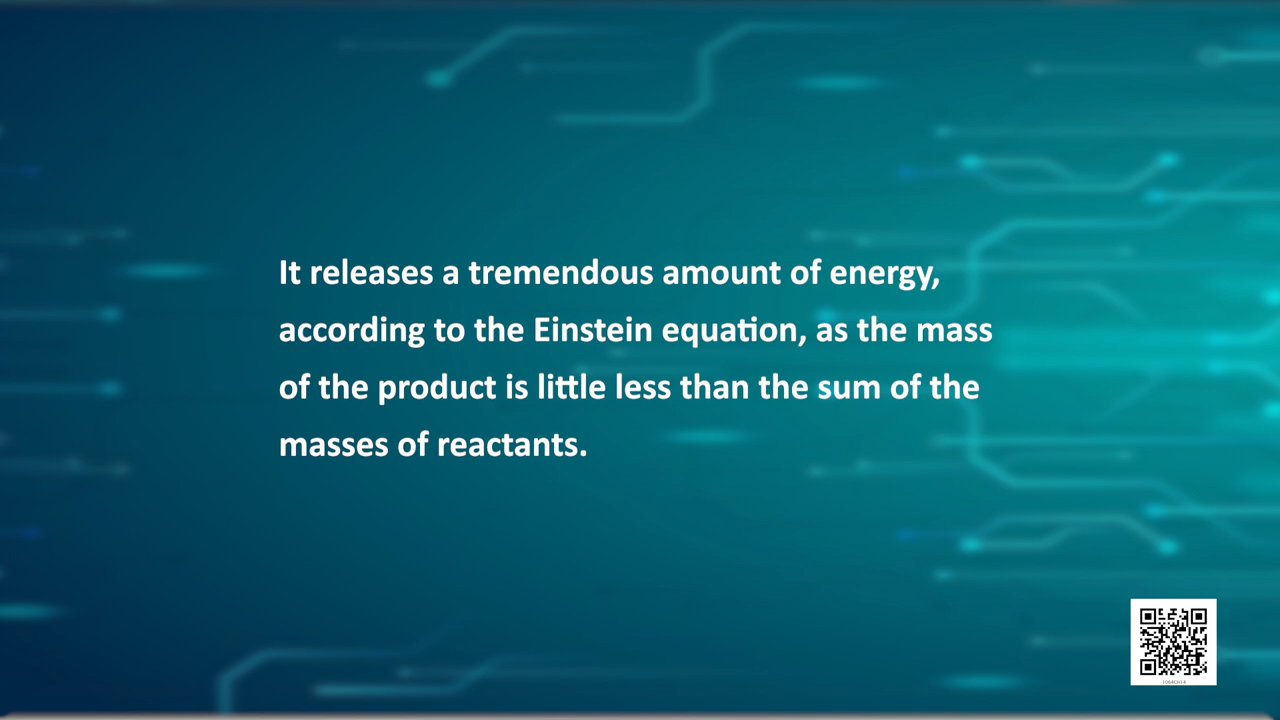 It releases a tremendous amount of energy,
according to the Einstein equation, as the mass
of the product is little less than the sum of the
masses of reactants.
1064CH14